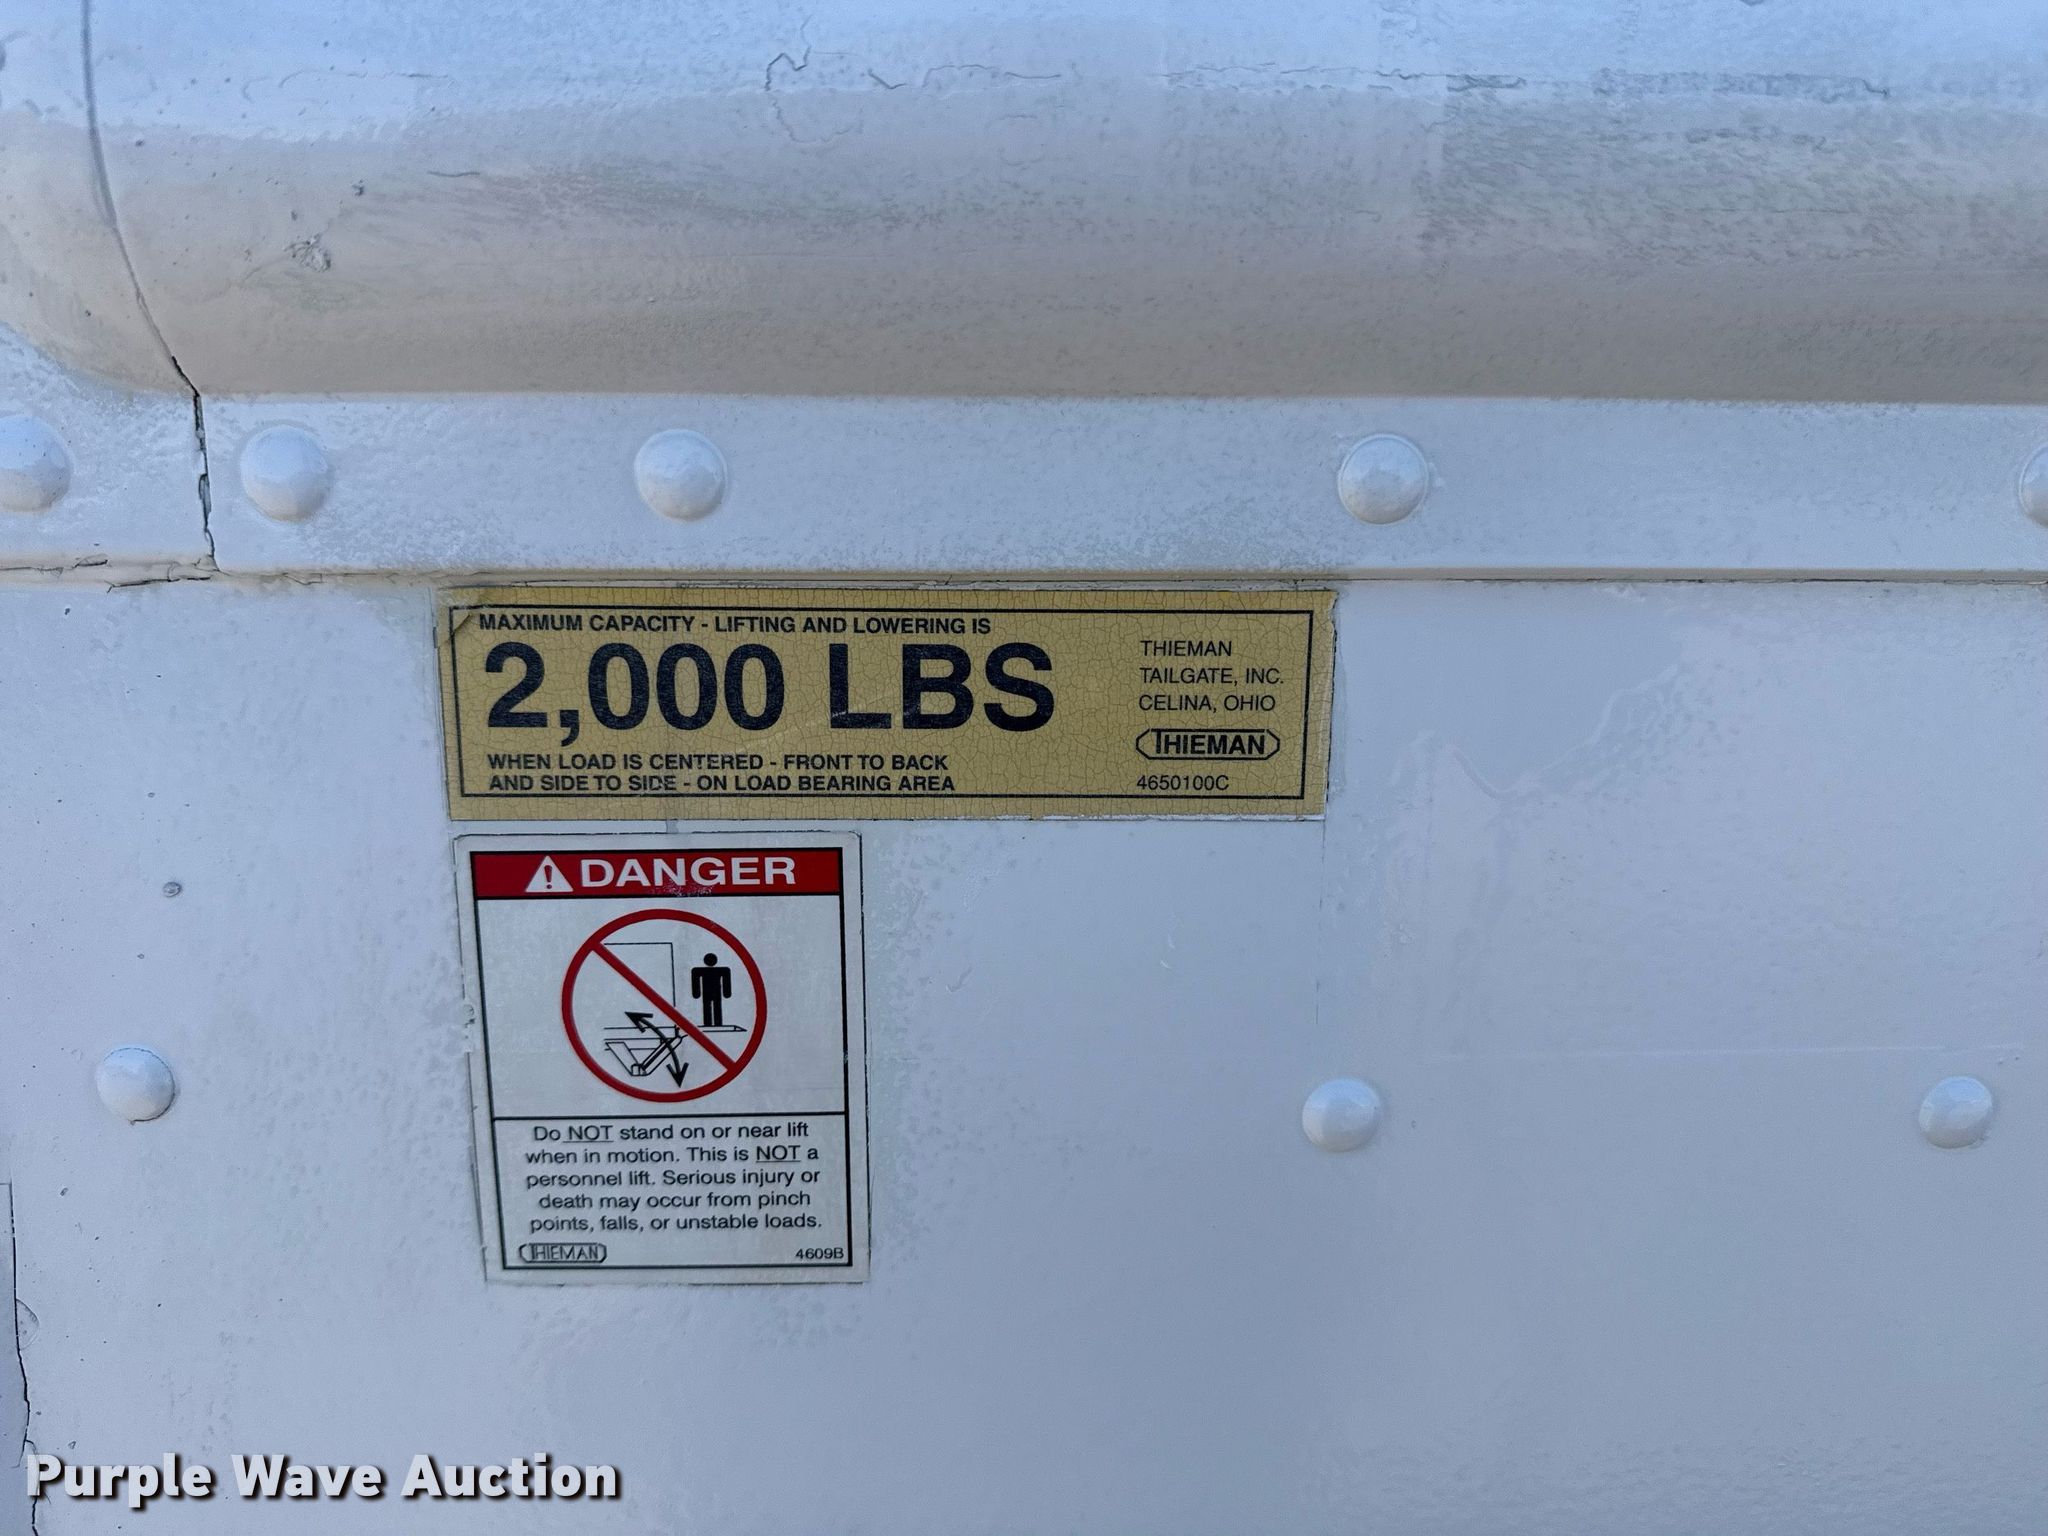 MAXIMUM CAPACITY - LIFTING AND LOWERING IS
2,000 LBS
WHEN LOAD IS CENTERED - FRONT TO BACK
AND SIDE TO SIDE - ON LOAD BEARING AREA
THIEMAN
TAILGATE, INC.
CELINA, OHIO
THIEMAN
4650100C
DANGER
Do NOT stand on or near lift
when in motion. This is NOT a
personnel lift. Serious injury or
death may occur from pinch
points, falls, or unstable loads.
THIEMAN
4609B
Purple Wave Auction